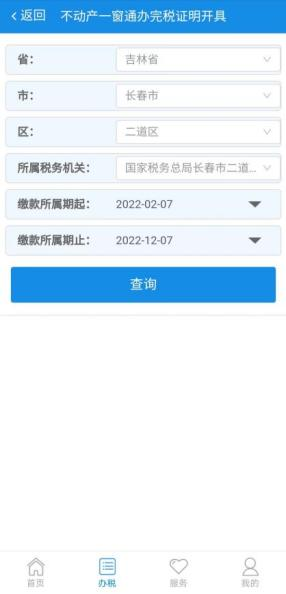 返回 不动产一窗通办完税证明开具
省: 吉林省
市: 长春市
区: 二道区
所属税务机关: 国家税务总局长春市二道...
缴款所属期起: 2022-02-07
缴款所属期止: 2022-12-07
查询
首页 办税 服务 我的